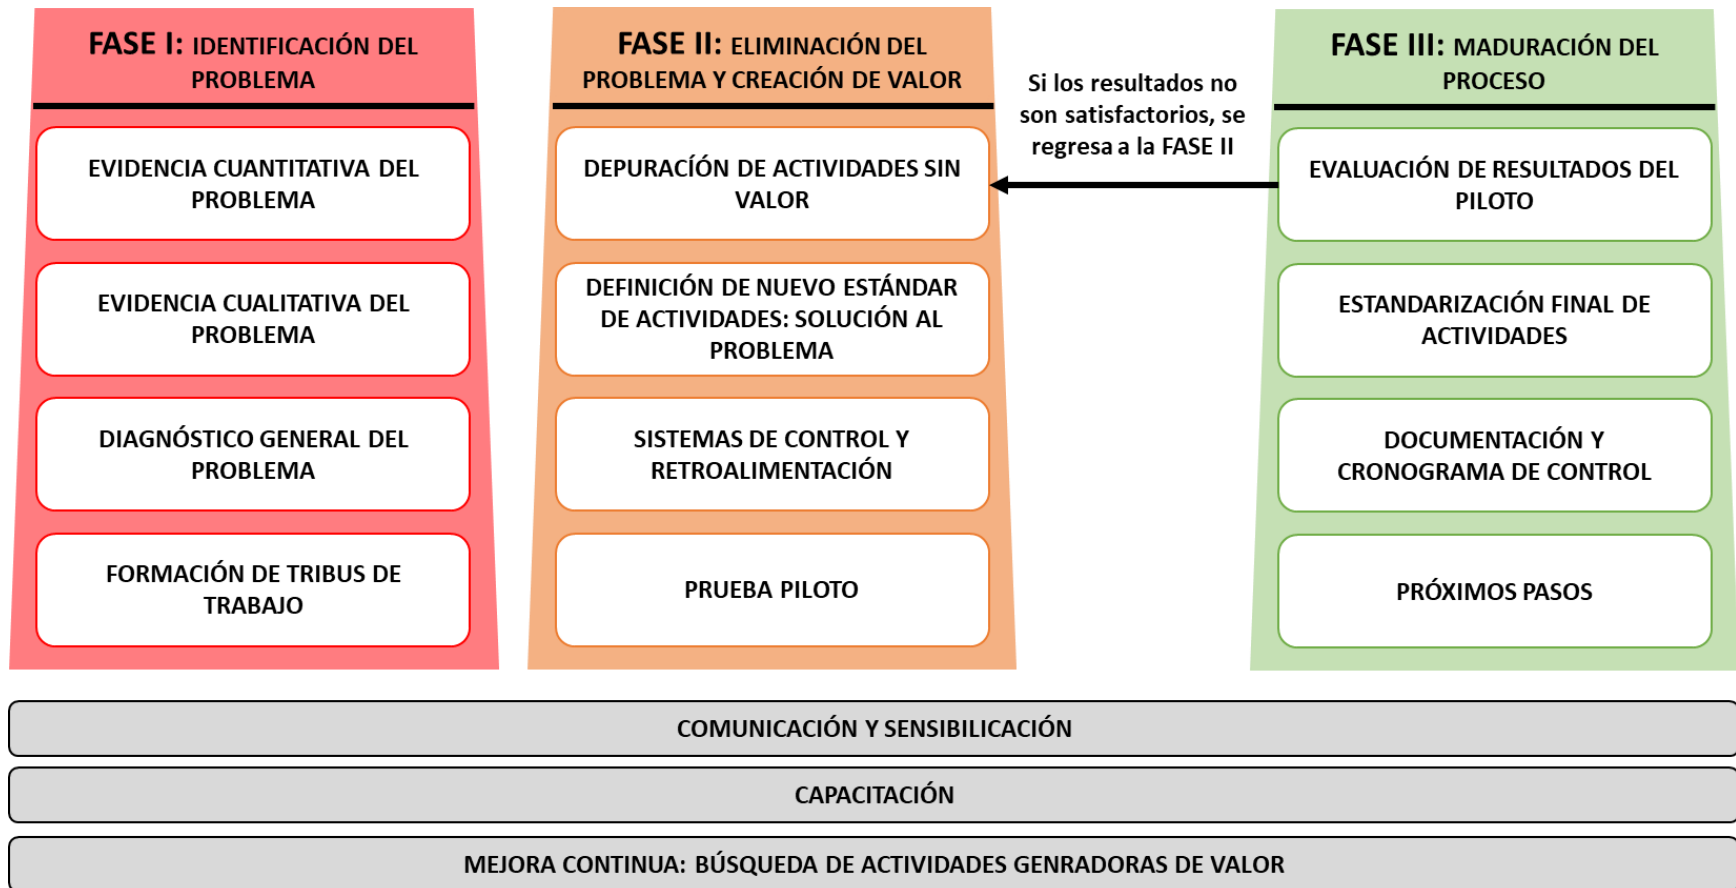 FASE I: IDENTIFICACIÓN DEL
PROBLEMA
EVIDENCIA CUANTITATIVA DEL
PROBLEMA
EVIDENCIA CUALITATIVA DEL
PROBLEMA
DIAGNÓSTICO GENERAL DEL
PROBLEMA
FORMACIÓN DE TRIBUS DE
TRABAJO
FASE II: ELIMINACIÓN DEL
PROBLEMA Y CREACIÓN DE VALOR
DEPURACÍÓN DE ACTIVIDADES SIN
VALOR
DEFINICIÓN DE NUEVO ESTÁNDAR
DE ACTIVIDADES: SOLUCIÓN AL
PROBLEMA
SISTEMAS DE CONTROL Y
RETROALIMENTACIÓN
PRUEBA PILOTO
Si los resultados no
son satisfactorios, se
regresa a la FASE II
FASE III: MADURACIÓN DEL
PROCESO
EVALUACIÓN DE RESULTADOS DEL
PILOTO
ESTANDARIZACIÓN FINAL DE
ACTIVIDADES
DOCUMENTACIÓN Y
CRONOGRAMA DE CONTROL
PRÓXIMOS PASOS
COMUNICACIÓN Y SENSIBILICACIÓN
CAPACITACIÓN
MEJORA CONTINUA: BÚSQUEDA DE ACTIVIDADES GENRADORAS DE VALOR